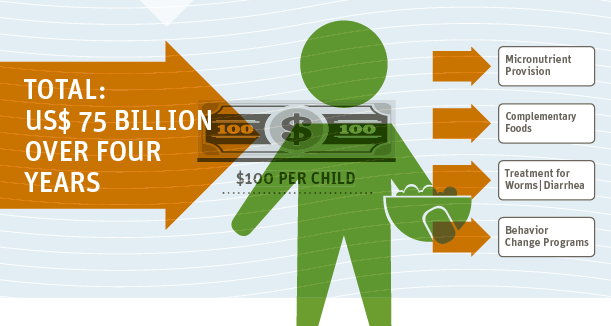 TOTAL:
US$ 75 BILLION
OVER FOUR
YEARS
100 $ 100
$100 PER CHILD
Micronutrient
Provision
Complementary
Foods
Treatment for
Worms|Diarrhea
Behavior
Change Programs